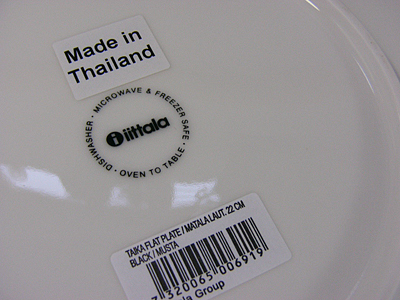 Made in
Thailand
DISHWASHER • MICROWAVE & FREEZER SAFE • OVEN TO TABLE •
iittala
TAIKA FLAT PLATE / MATALA LAUT. 22 CM
BLACK / MUSTA
7 320065 006919
Group